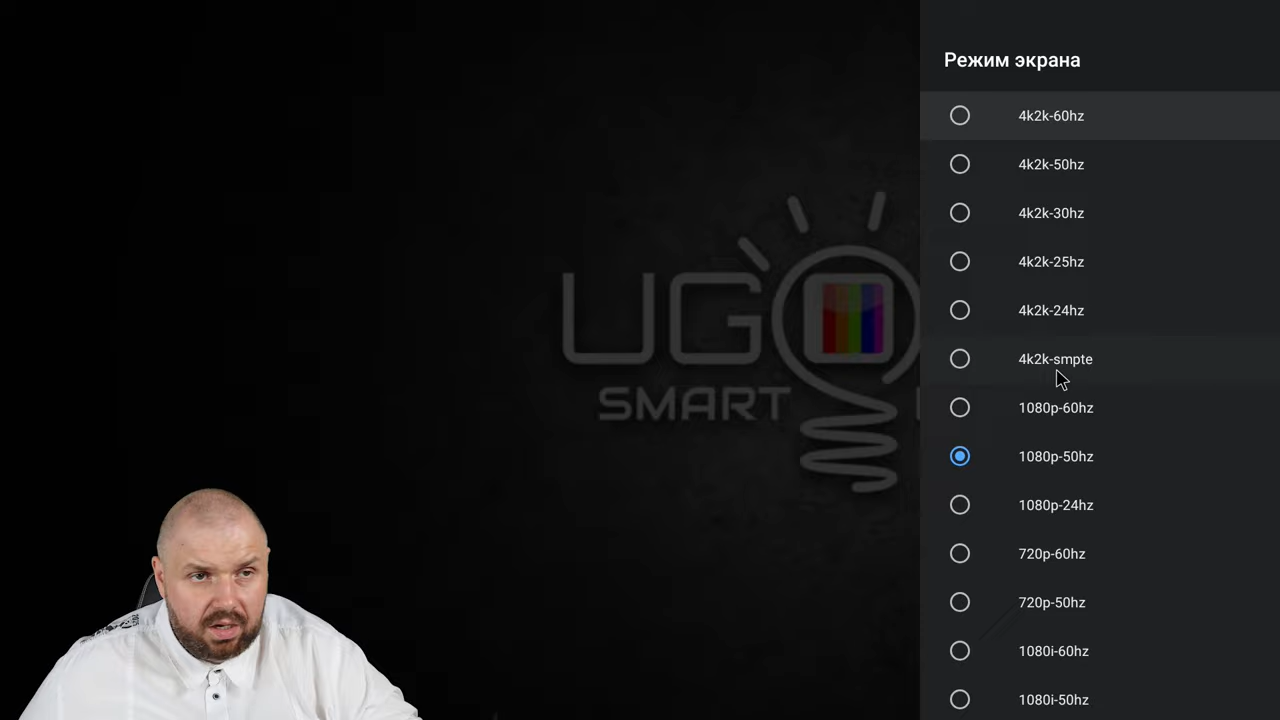 Режим экрана
4k2k-60hz
4k2k-50hz
4k2k-30hz
4k2k-25hz
4k2k-24hz
4k2k-smpte
1080p-60hz
1080p-50hz
1080p-24hz
720p-60hz
720p-50hz
1080i-60hz
1080i-50hz
UGO
SMART